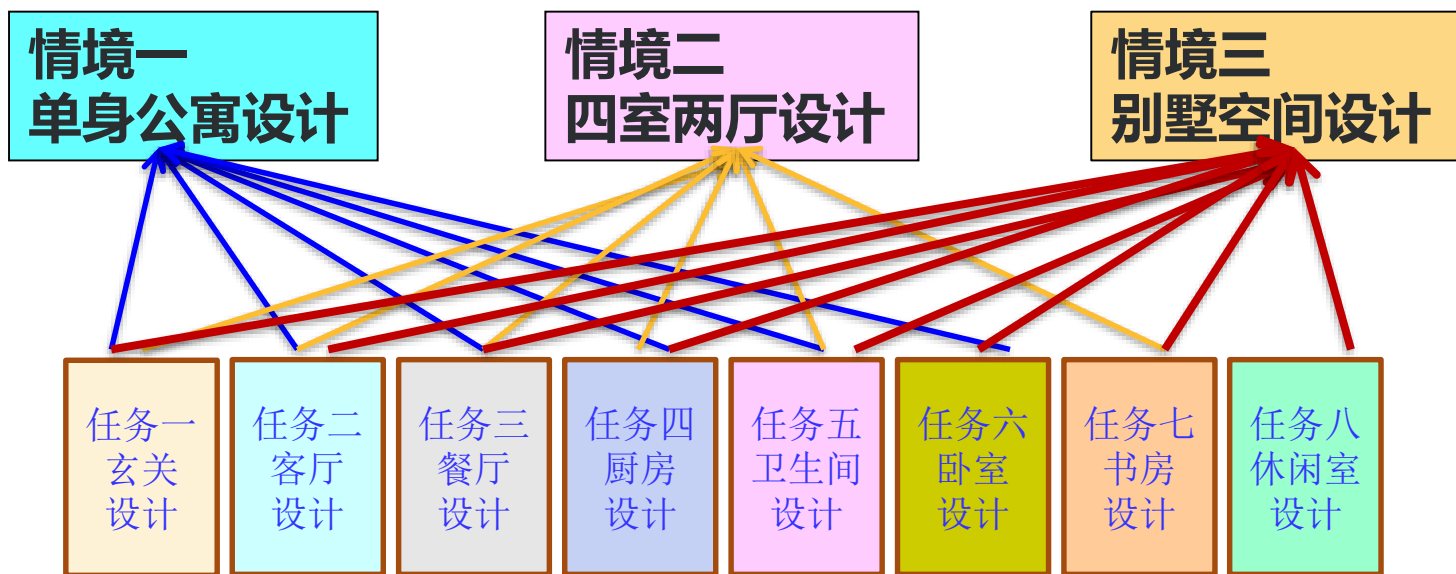 情境一
单身公寓设计
情境二
四室两厅设计
情境三
别墅空间设计
任务一
玄关
设计
任务二
客厅
设计
任务三
餐厅
设计
任务四
厨房
设计
任务五
卫生间
设计
任务六
卧室
设计
任务七
书房
设计
任务八
休闲室
设计